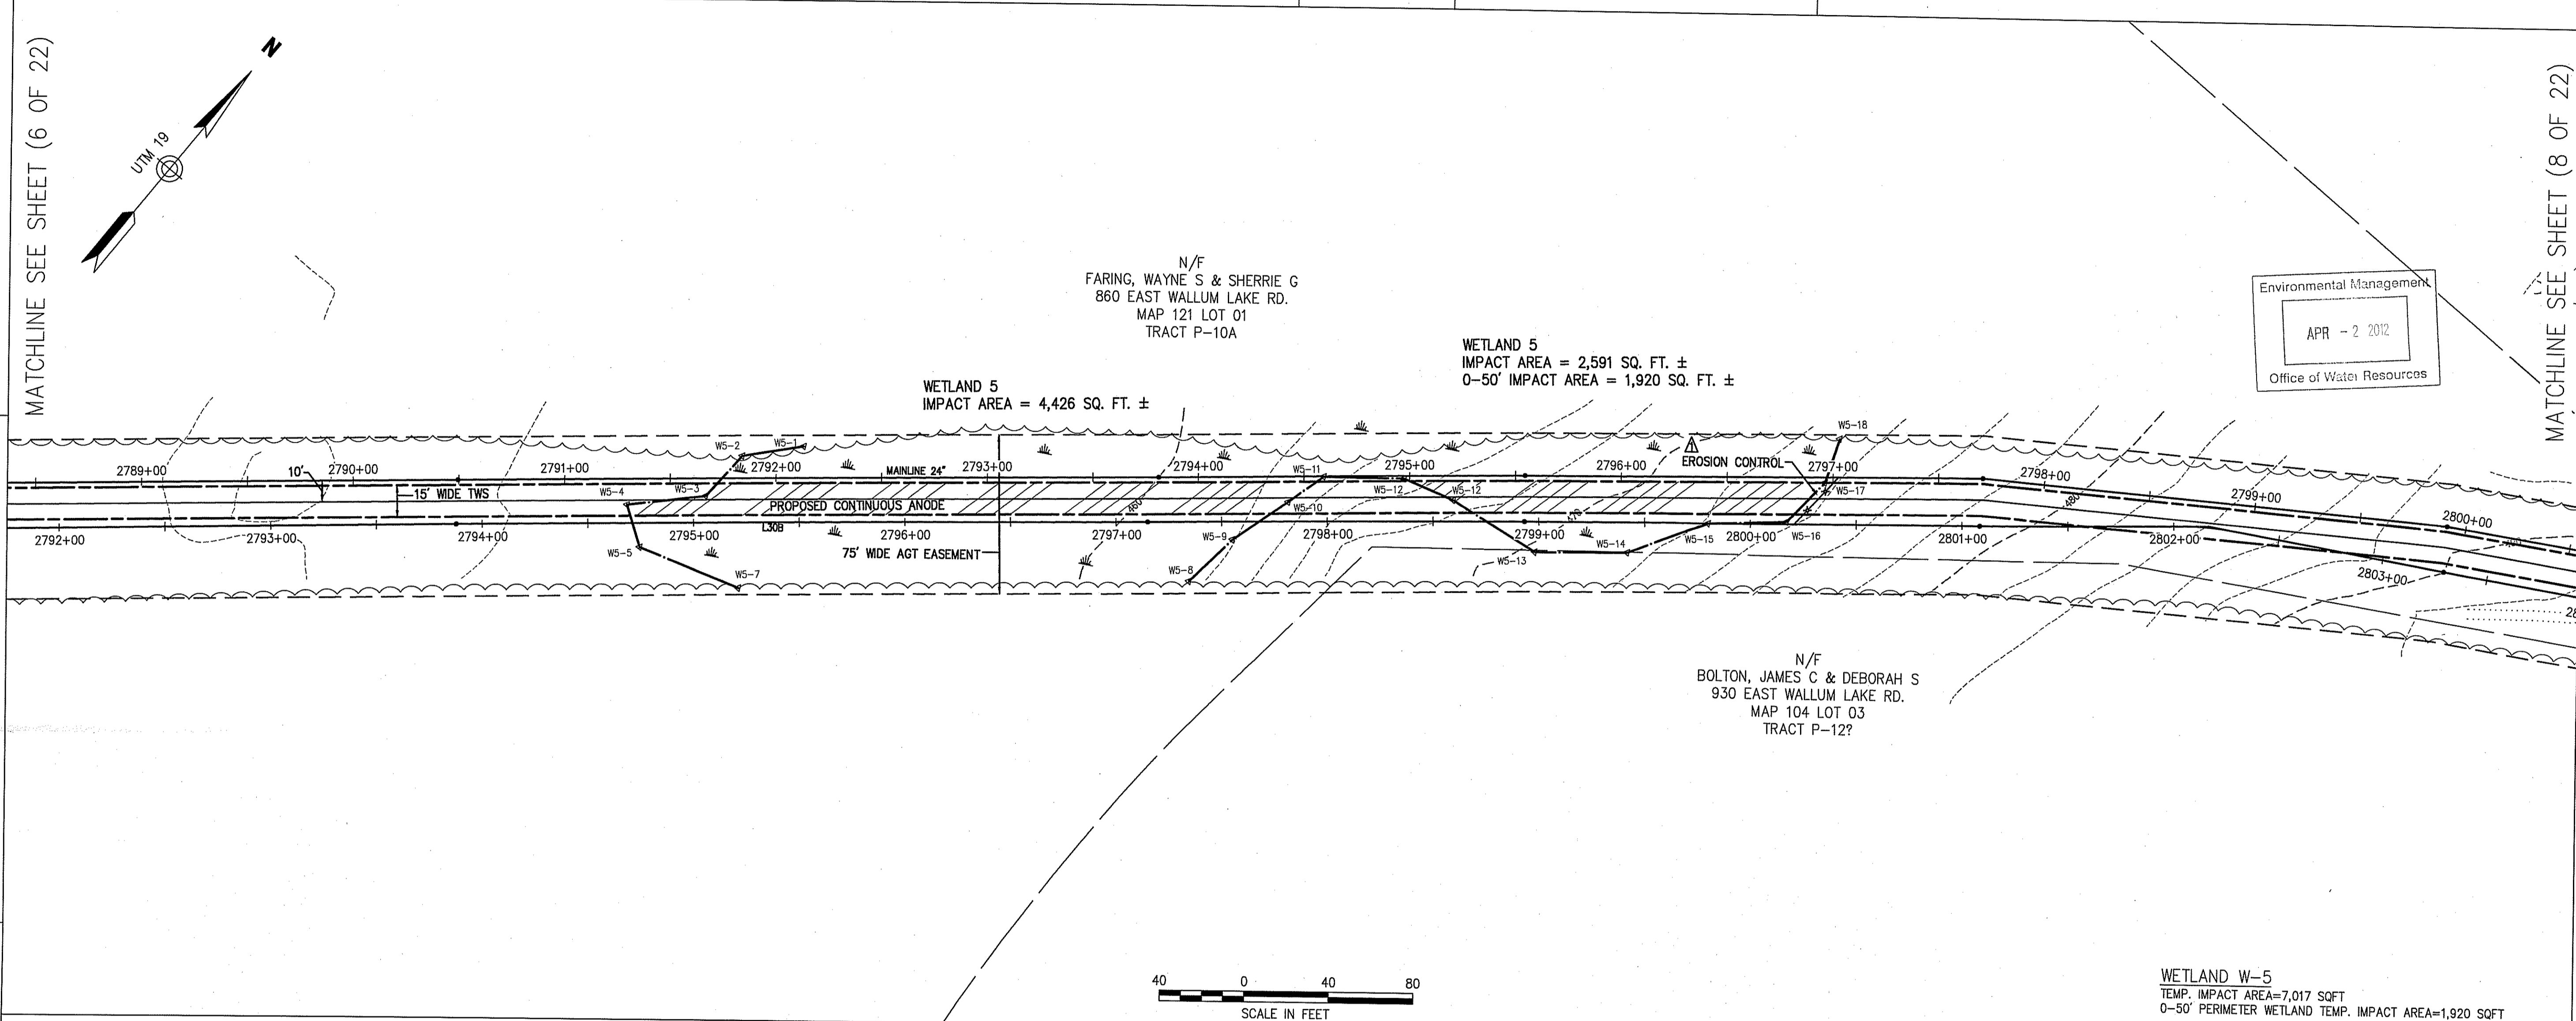 MATCHLINE SEE SHEET (6 OF 22)
N
UTM 19
N/F
FARING, WAYNE S & SHERRIE G
860 EAST WALLUM LAKE RD.
MAP 121 LOT 01
TRACT P-10A
Environmental Management
APR - 2 2012
Office of Water Resources
MATCHLINE SEE SHEET (8 OF 22)
WETLAND 5
IMPACT AREA = 4,426 SQ. FT. ±
WETLAND 5
IMPACT AREA = 2,591 SQ. FT. ±
0-50' IMPACT AREA = 1,920 SQ. FT. ±
W5-2
W5-1
W5-18
2789+00
10'
2790+00
2791+00
2792+00
MAINLINE 24"
2793+00
2794+00
W5-11
2795+00
2796+00
EROSION CONTROL
1
2797+00
2798+00
2799+00
2800+00
15' WIDE TWS
W5-4
W5-3
W5-12
W5-12
W5-17
PROPOSED CONTINUOUS ANODE
460
W5-10
470
480
L30B
2792+00
2793+00
2794+00
2795+00
2796+00
2797+00
W5-9
2798+00
2799+00
W5-15
2800+00
W5-16
2801+00
2802+00
2803+00
W5-5
75' WIDE AGT EASEMENT
W5-14
W5-13
W5-7
W5-8
28
N/F
BOLTON, JAMES C & DEBORAH S
930 EAST WALLUM LAKE RD.
MAP 104 LOT 03
TRACT P-12?
40 0 40 80
SCALE IN FEET
WETLAND W-5
TEMP. IMPACT AREA=7,017 SQFT
0-50' PERIMETER WETLAND TEMP. IMPACT AREA=1,920 SQFT